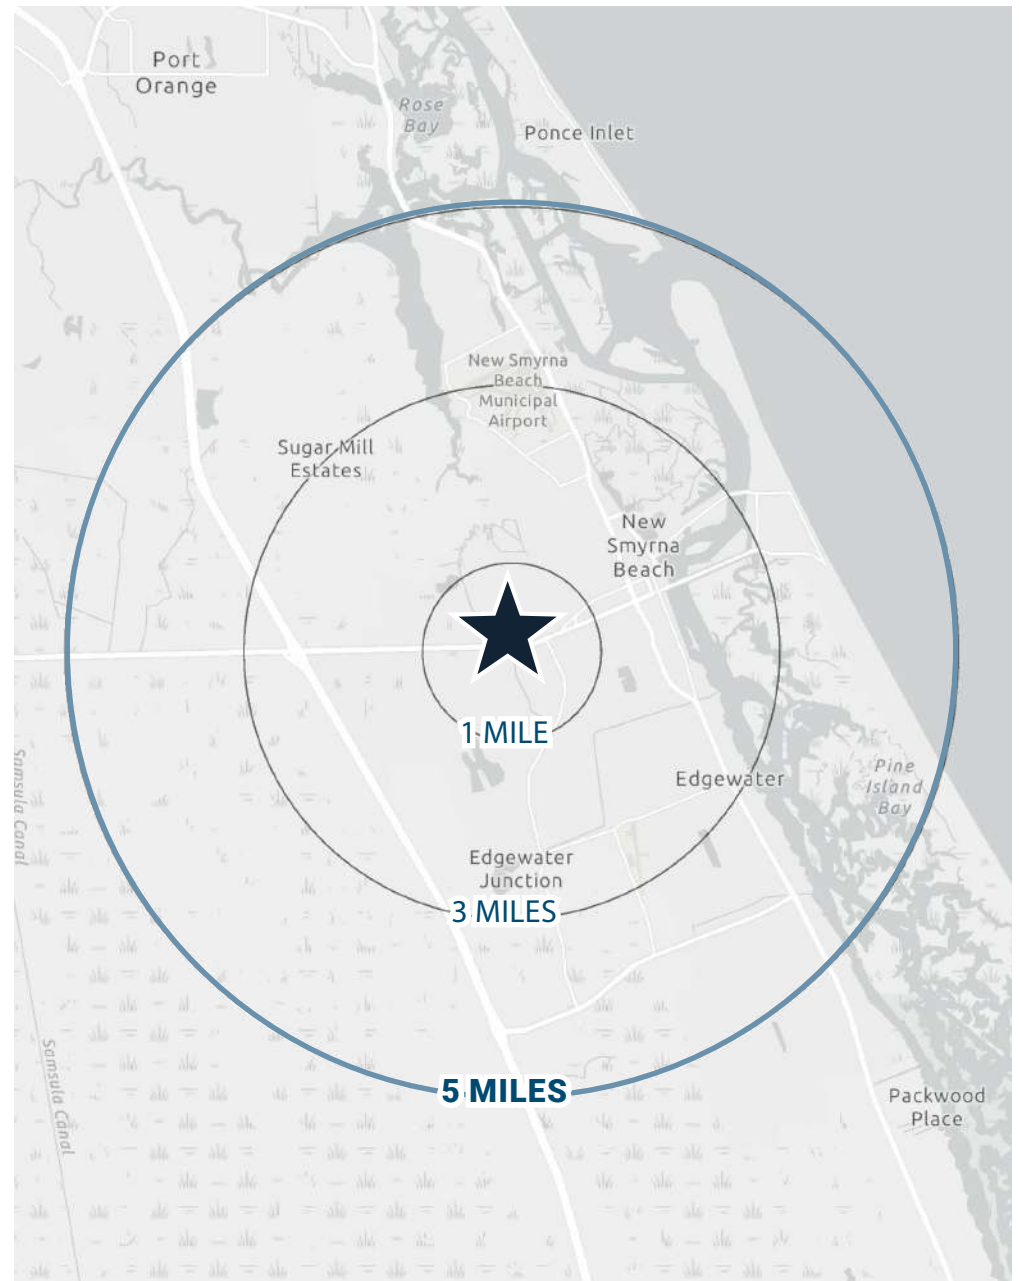 Port
Orange
Rose
Bay
Ponce Inlet
New Smyrna
Beach
Municipal
Airport
Sugar Mill
Estates
New
Smyrna
Beach
1 MILE
Samsula Canal
Edgewater
Pine
Island
Bay
Edgewater
Junction
3 MILES
Samsula Canal
5 MILES
Packwood
Place